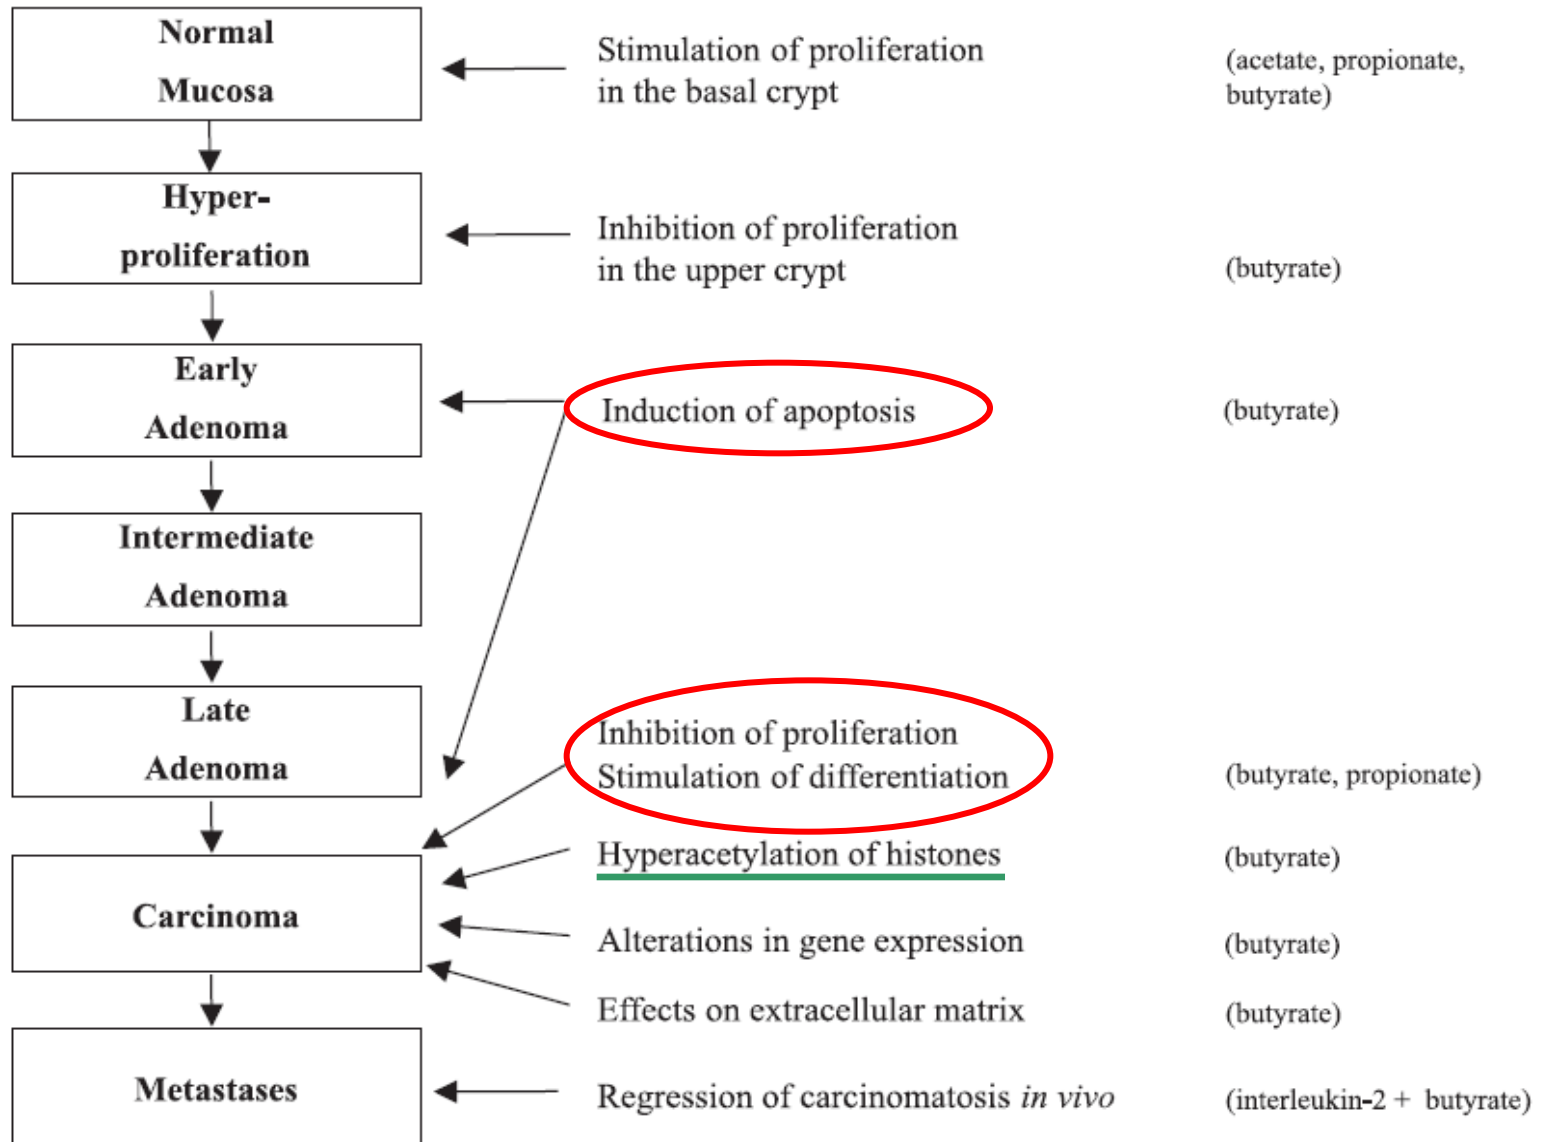 Normal
Mucosa
Stimulation of proliferation
in the basal crypt
(acetate, propionate,
butyrate)
Hyper-
proliferation
Inhibition of proliferation
in the upper crypt
(butyrate)
Early
Adenoma
Induction of apoptosis
(butyrate)
Intermediate
Adenoma
Late
Adenoma
Inhibition of proliferation
Stimulation of differentiation
(butyrate, propionate)
Hyperacetylation of histones
(butyrate)
Carcinoma
Alterations in gene expression
(butyrate)
Effects on extracellular matrix
(butyrate)
Metastases
Regression of carcinomatosis in vivo
(interleukin-2 + butyrate)